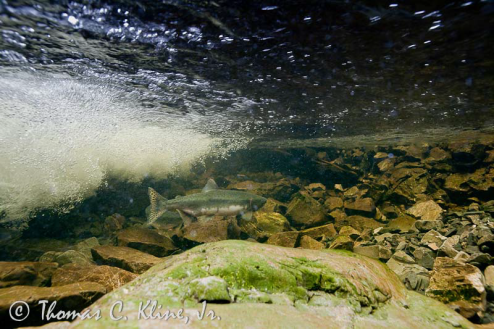 © Thomas C. Kline, Jr.